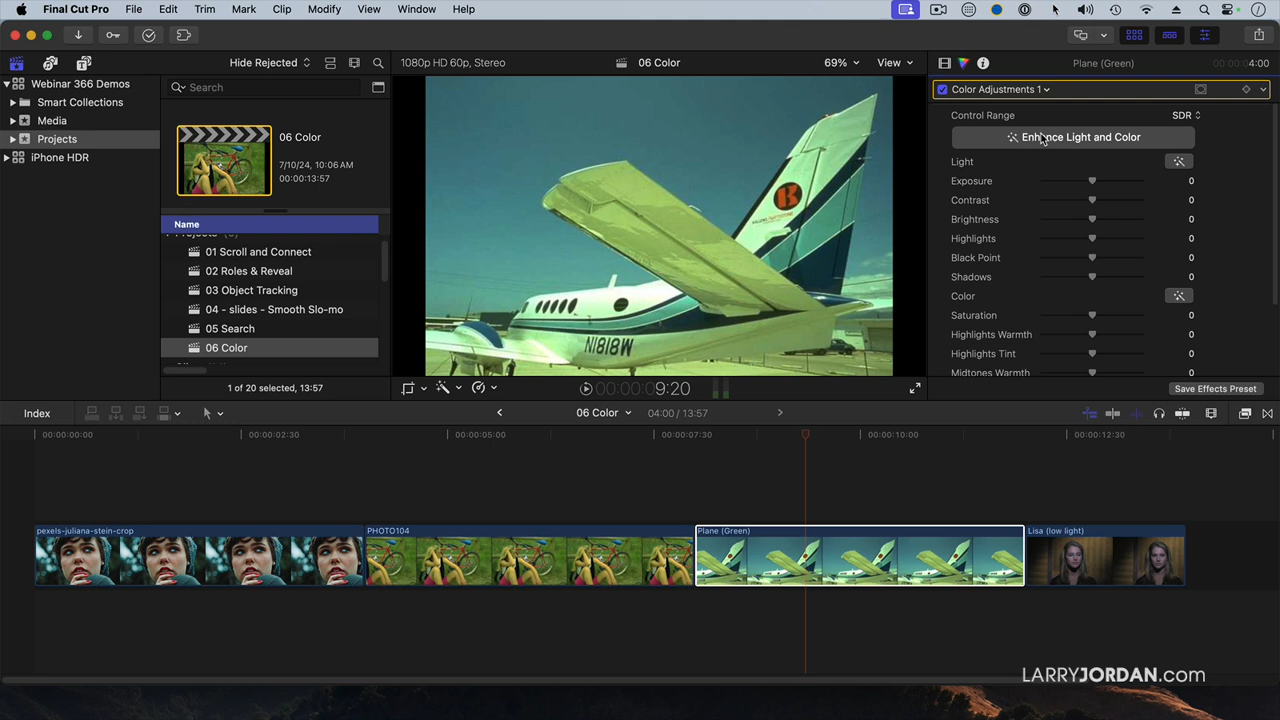 Final Cut Pro File Edit Trim Mark Clip Modify View Window Help
Hide Rejected
1080p HD 60p, Stereo 06 Color 69% View
Plane (Green) 00:00:04:00
Webinar 366 Demos
Smart Collections
Media
Projects
iPhone HDR
Search
06 Color
7/10/24, 10:06 AM
00:00:13:57
Name
01 Scroll and Connect
02 Roles & Reveal
03 Object Tracking
04 - slides - Smooth Slo-mo
05 Search
06 Color
1 of 20 selected, 13:57
B
N1818W
00:00:00:09:20
Color Adjustments 1
Control Range SDR
Enhance Light and Color
Light
Exposure 0
Contrast 0
Brightness 0
Highlights 0
Black Point 0
Shadows 0
Color
Saturation 0
Highlights Warmth 0
Highlights Tint 0
Midtones Warmth 0
Save Effects Preset
Index
06 Color 04:00 / 13:57
00:00:00:00 00:00:02:30 00:00:05:00 00:00:07:30 00:00:10:00 00:00:12:30
pexels-juliana-stein-crop PHOTO104 Plane (Green) Lisa (low light)
LARRYJORDAN.com